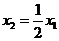 x₂ = 1/2 x₁